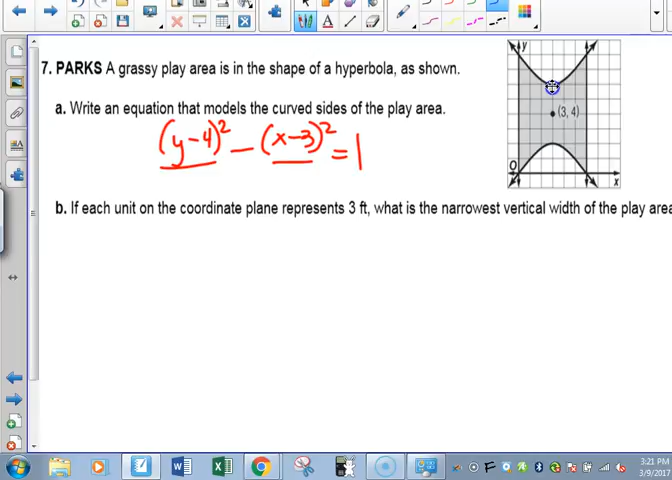 7. PARKS A grassy play area is in the shape of a hyperbola, as shown.
a. Write an equation that models the curved sides of the play area.
(y-4)² - (x-3)² = 1
y
(3, 4)
O
x
b. If each unit on the coordinate plane represents 3 ft, what is the narrowest vertical width of the play area
3:21 PM
3/9/2017